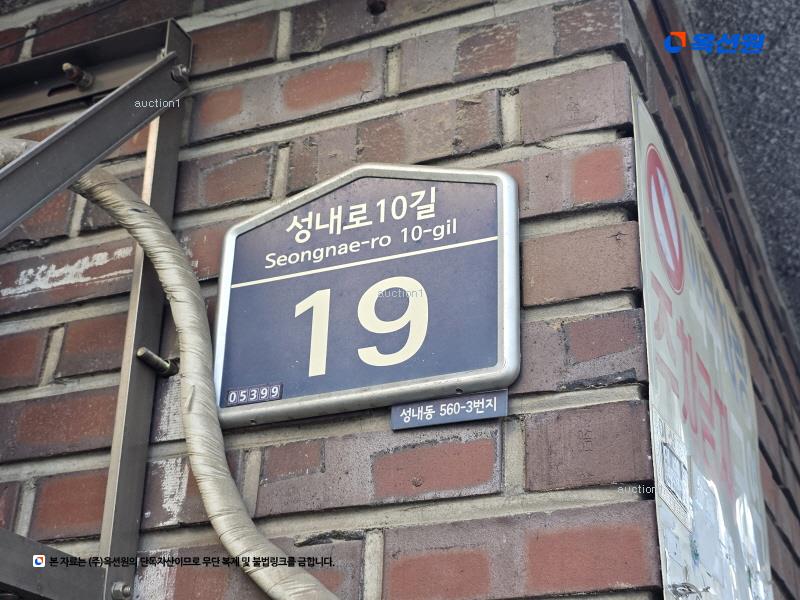 옥션원
auction1
성내로10길
Seongnae-ro 10-gil
auction1
19
05399
성내동 560-3번지
auction1
본 자료는 (주)옥션원의 단독자산이므로 무단 복제 및 불법링크를 금합니다.